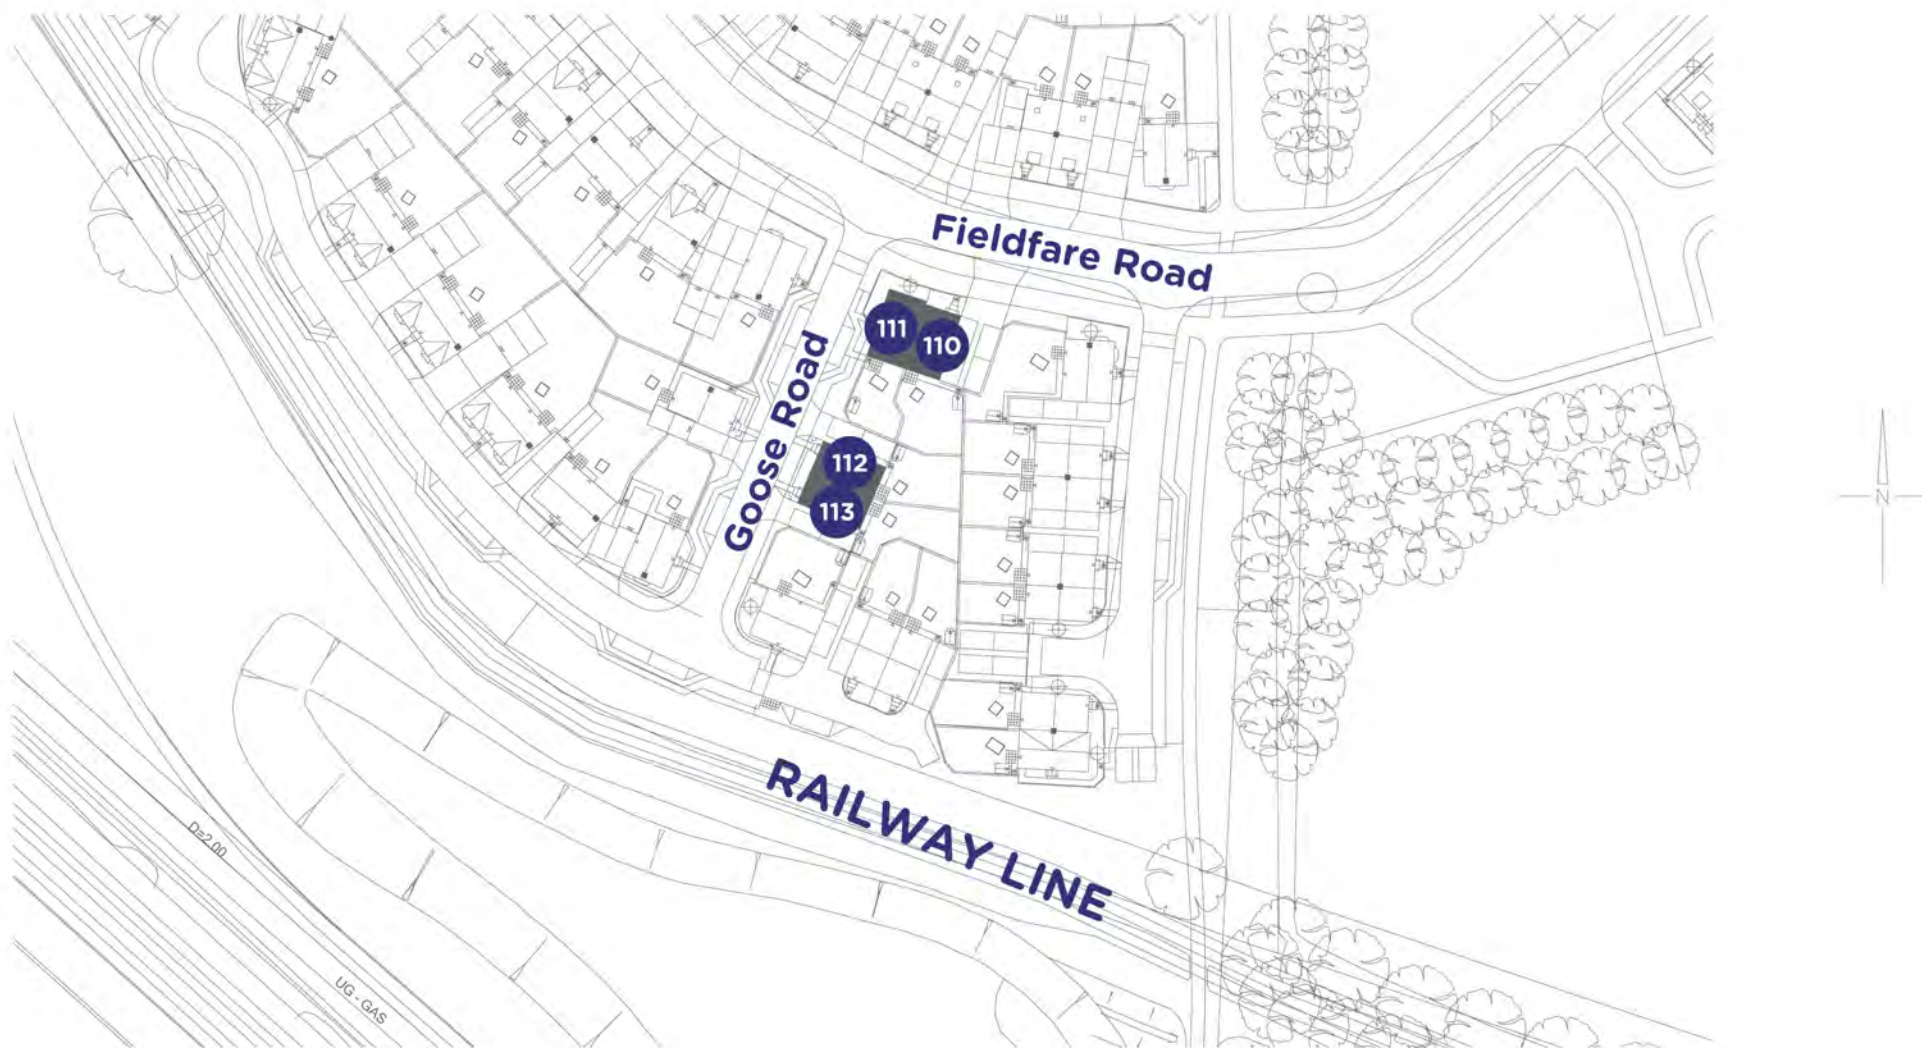 Fieldfare Road
111
110
Goose Road
112
113
N
RAILWAY LINE
D=2.00
UG - GAS